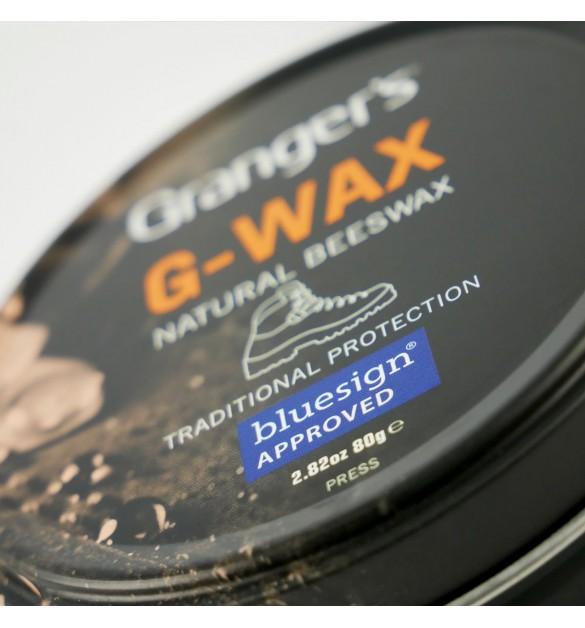 Granger's
G-WAX
NATURAL BEESWAX
TRADITIONAL PROTECTION
bluesign®
APPROVED
2.82oz 80g e
PRESS